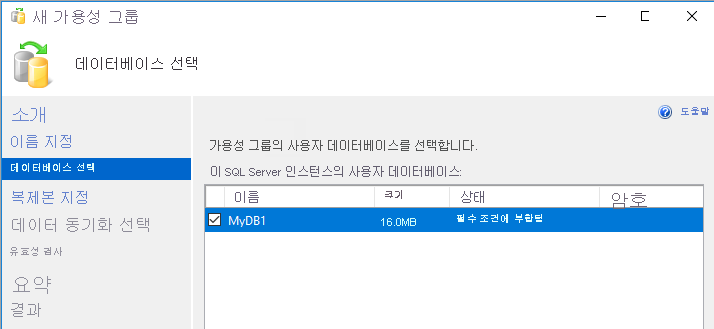 새 가용성 그룹
데이터베이스 선택
소개
이름 지정
데이터베이스 선택
복제본 지정
데이터 동기화 선택
유효성 검사
요약
결과
도움말
가용성 그룹의 사용자 데이터베이스를 선택합니다.
이 SQL Server 인스턴스의 사용자 데이터베이스:
이름 크기 상태 암호
MyDB1 16.0MB 필수 조건에 부합됨